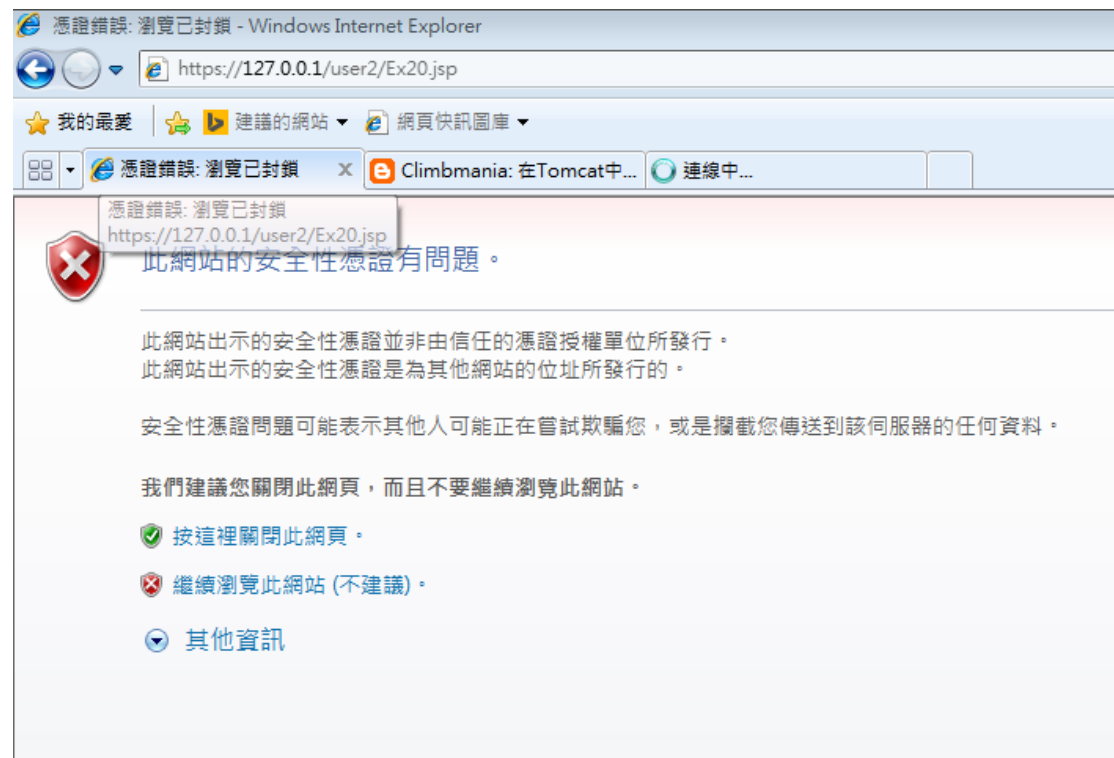 憑證錯誤: 瀏覽已封鎖 - Windows Internet Explorer
https://127.0.0.1/user2/Ex20.jsp
我的最愛 建議的網站 網頁快訊圖庫
憑證錯誤: 瀏覽已封鎖 x Climbmania: 在Tomcat中... 連線中...
憑證錯誤: 瀏覽已封鎖
https://127.0.0.1/user2/Ex20.jsp
此網站的安全性憑證有問題。
此網站出示的安全性憑證並非由信任的憑證授權單位所發行。
此網站出示的安全性憑證是為其他網站的位址所發行的。
安全性憑證問題可能表示其他人可能正在嘗試欺騙您，或是攔截您傳送到該伺服器的任何資料。
我們建議您關閉此網頁，而且不要繼續瀏覽此網站。
按這裡關閉此網頁。
繼續瀏覽此網站 (不建議)。
其他資訊